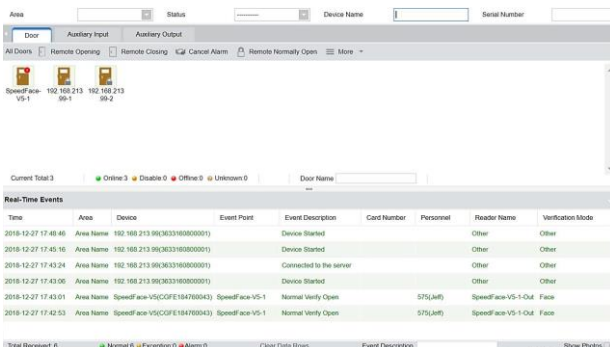 Area Status ---------- Device Name Serial Number
Door Auxiliary Input Auxiliary Output
All Doors Remote Opening Remote Closing Cancel Alarm Remote Normally Open More
SpeedFace-V5-1
192.168.213.99-1
192.168.213.99-2
Current Total:3 Online:3 Disable:0 Offline:0 Unknown:0 Door Name
Real-Time Events
Time Area Device Event Point Event Description Card Number Personnel Reader Name Verification Mode
2018-12-27 17:46:46 Area Name 192.168.213.99(3633160800001) Device Started Other Other
2018-12-27 17:45:16 Area Name 192.168.213.99(3633160800001) Device Started Other Other
2018-12-27 17:43:24 Area Name 192.168.213.99(3633160800001) Connected to the server Other Other
2018-12-27 17:43:06 Area Name 192.168.213.99(3633160800001) Device Started Other Other
2018-12-27 17:43:01 Area Name SpeedFace-V5(CGFE184760043) SpeedFace-V5-1 Normal Verify Open 575(Jeff) SpeedFace-V5-1-Out Face
2018-12-27 17:42:53 Area Name SpeedFace-V5(CGFE184760043) SpeedFace-V5-1 Normal Verify Open 575(Jeff) SpeedFace-V5-1-Out Face
Total Received: 6 Normal:6 Exception:0 Alarm:0 Clear Data Rows Event Description Show Photos